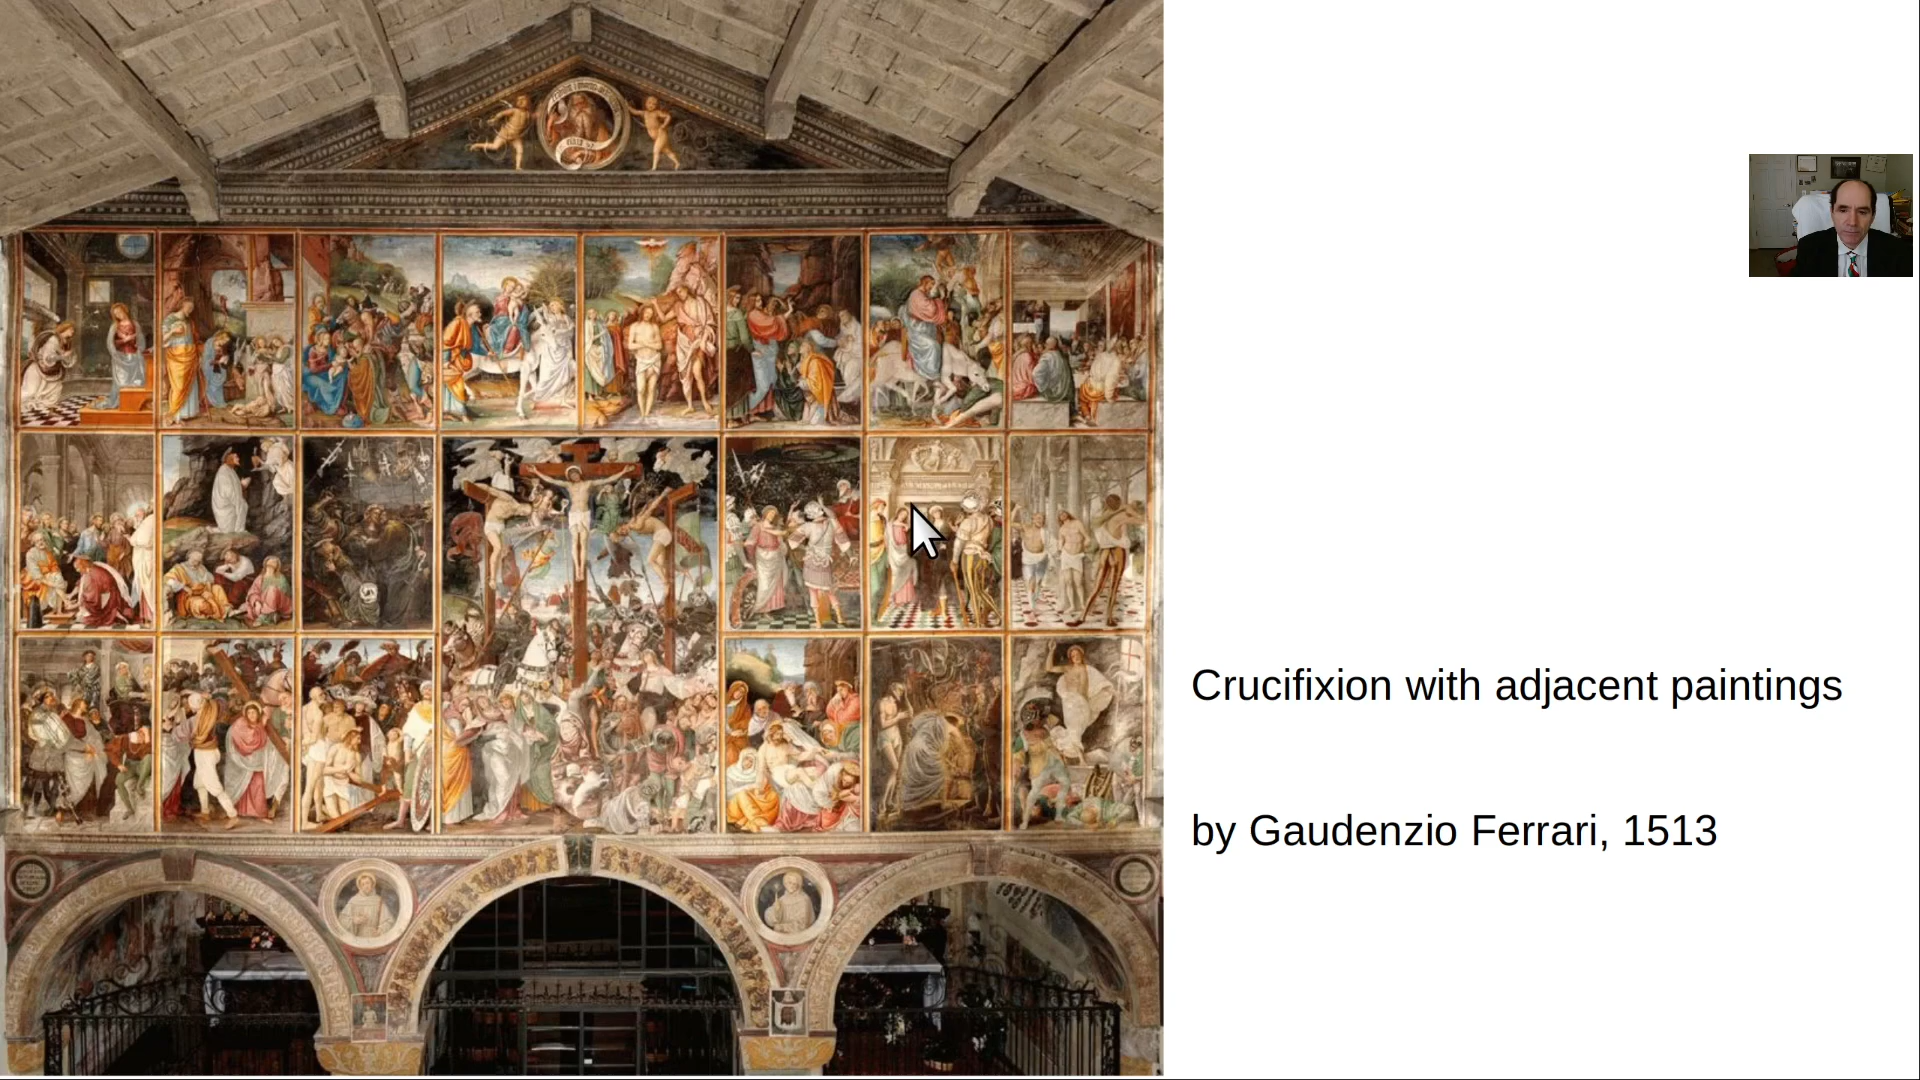 Crucifixion with adjacent paintings
by Gaudenzio Ferrari, 1513